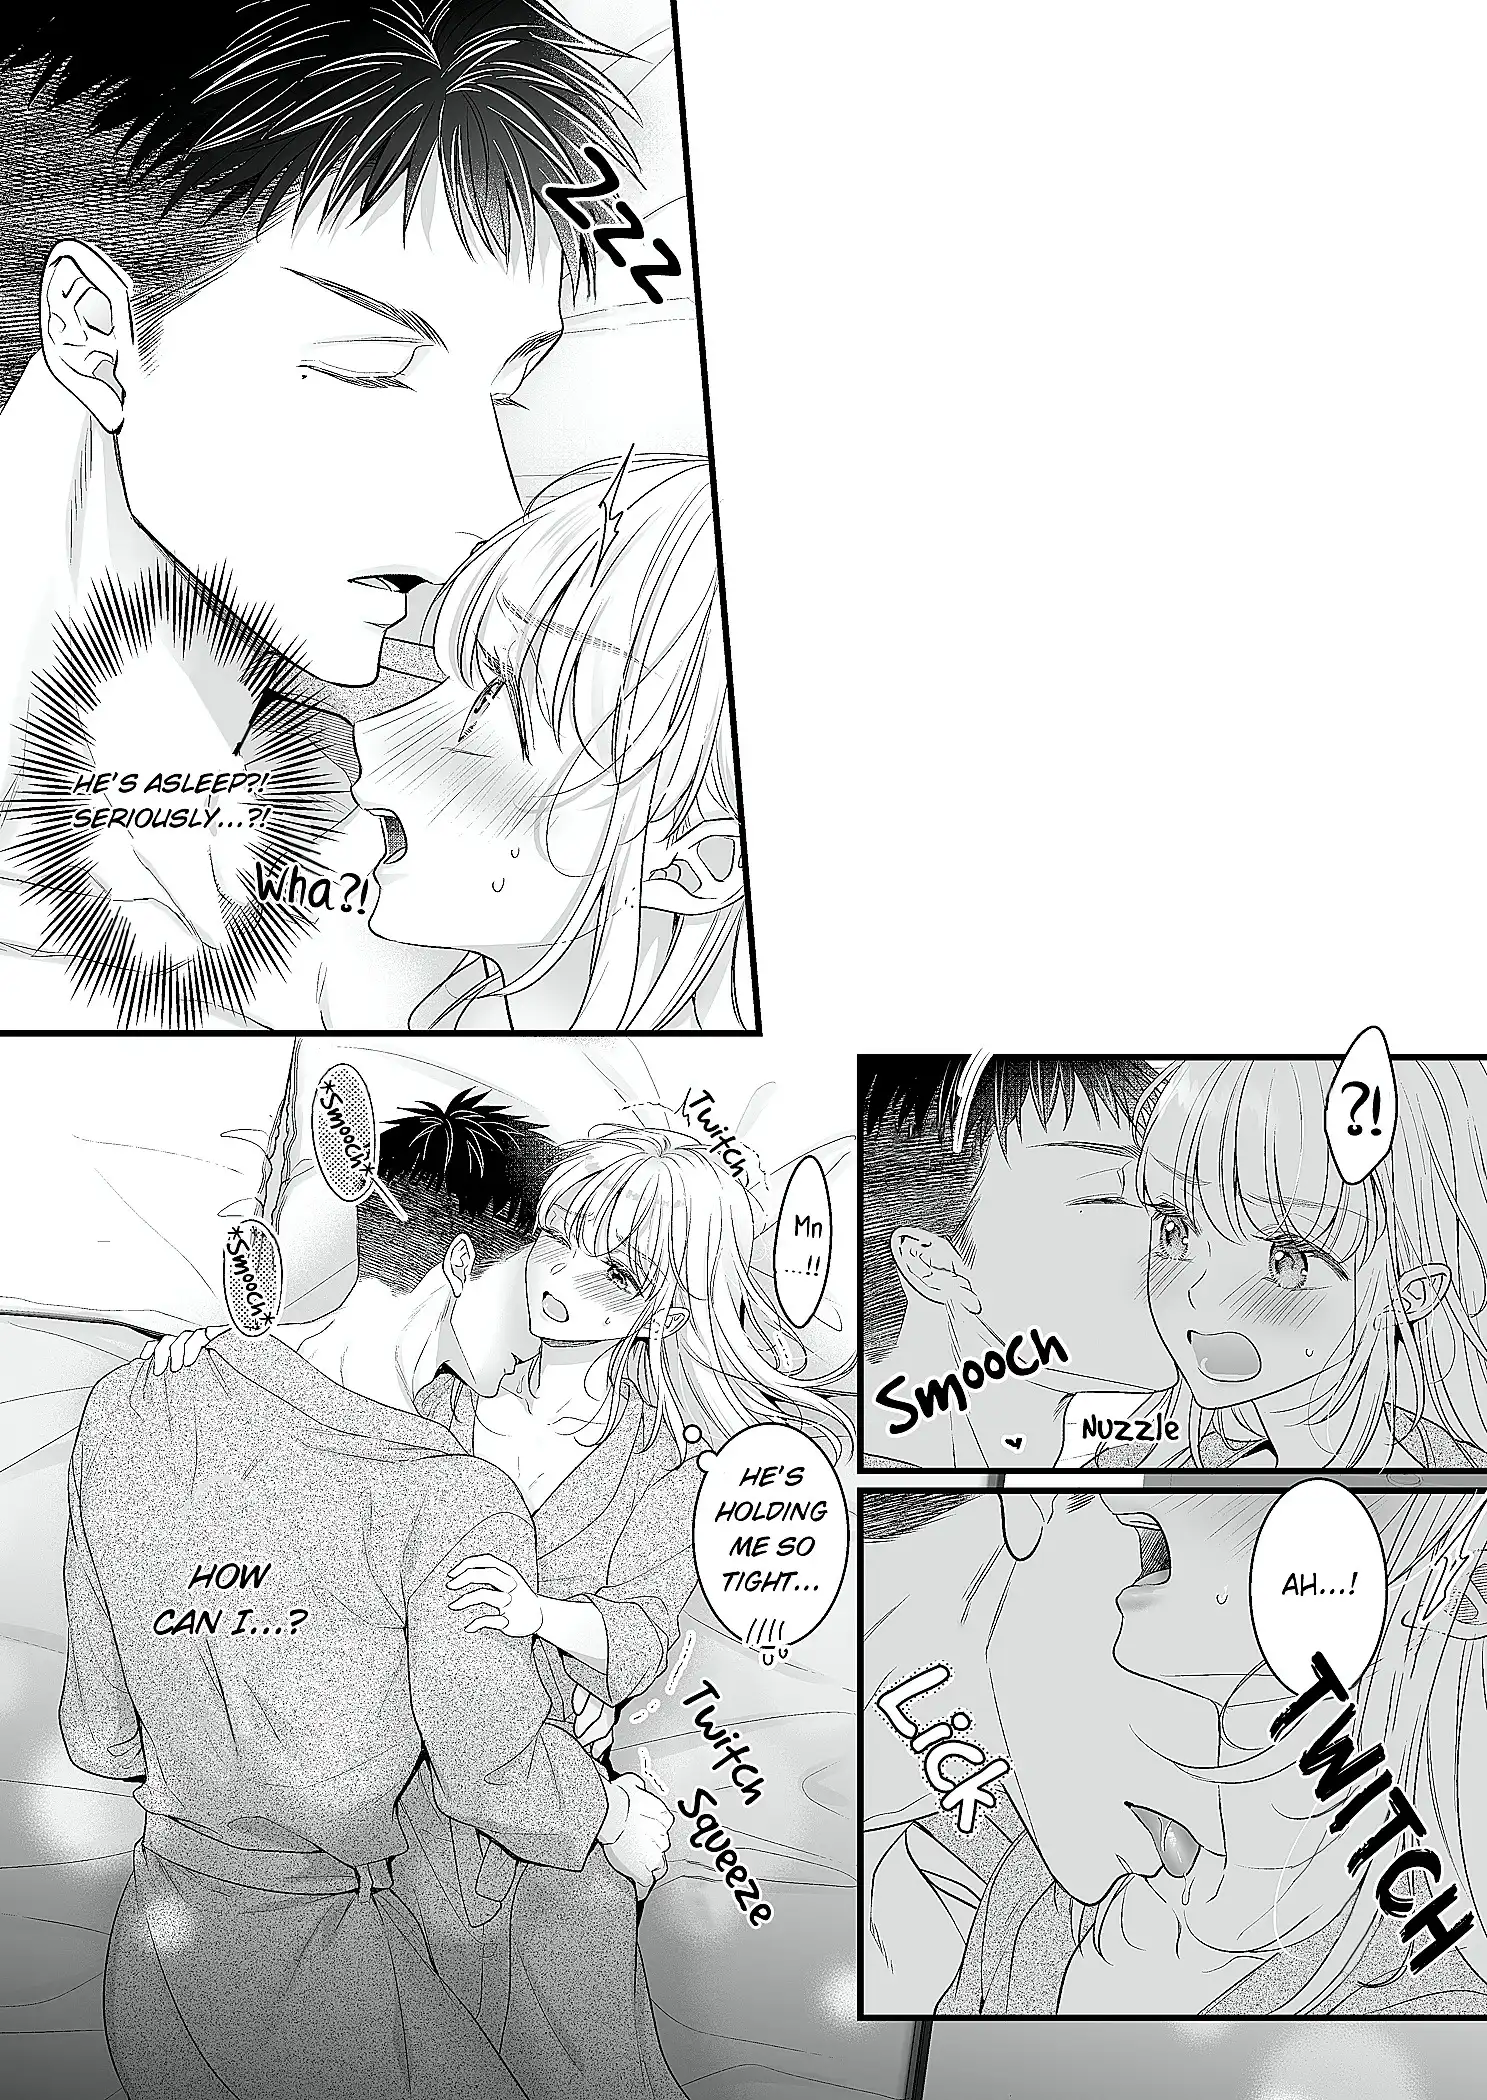 ZZZ
HE'S ASLEEP?!
SERIOUSLY...?!
Wha?!
?!
Smooch
Nuzzle
AH...!
Lick
TWITCH
*Smooch*
*Smooch*
Twitch
Mn
...!!
HE'S
HOLDING
ME SO
TIGHT...
HOW
CAN I...?
Twitch
Squeeze